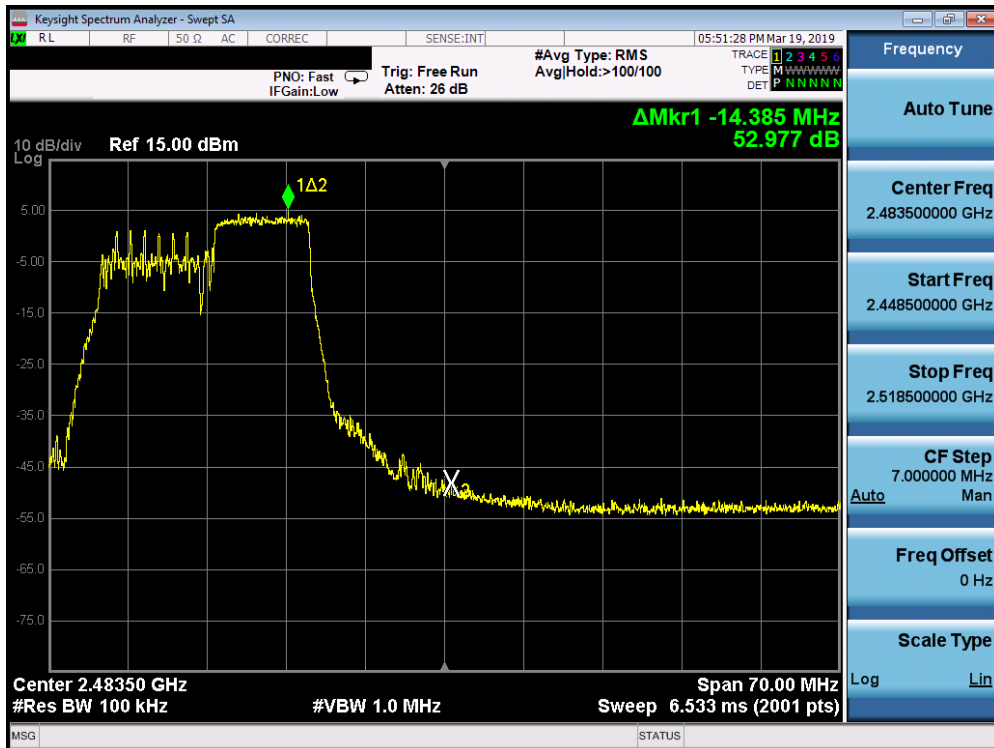 Keysight Spectrum Analyzer - Swept SA
LXI RL RF 50 Ω AC CORREC SENSE:INT 05:51:28 PM Mar 19, 2019
PNO: Fast
IFGain:Low
Trig: Free Run
Atten: 26 dB
#Avg Type: RMS
Avg|Hold:>100/100
TRACE 1 2 3 4 5 6
TYPE M WWWWW
DET P N N N N N
ΔMkr1 -14.385 MHz
52.977 dB
10 dB/div Ref 15.00 dBm
Log
1Δ2
5.00
-5.00
-15.0
-25.0
-35.0
-45.0
-55.0
-65.0
-75.0
Center 2.48350 GHz Span 70.00 MHz
#Res BW 100 kHz #VBW 1.0 MHz Sweep 6.533 ms (2001 pts)
MSG STATUS
Frequency
Auto Tune
Center Freq
2.483500000 GHz
Start Freq
2.448500000 GHz
Stop Freq
2.518500000 GHz
CF Step
7.000000 MHz
Auto Man
Freq Offset
0 Hz
Scale Type
Log Lin